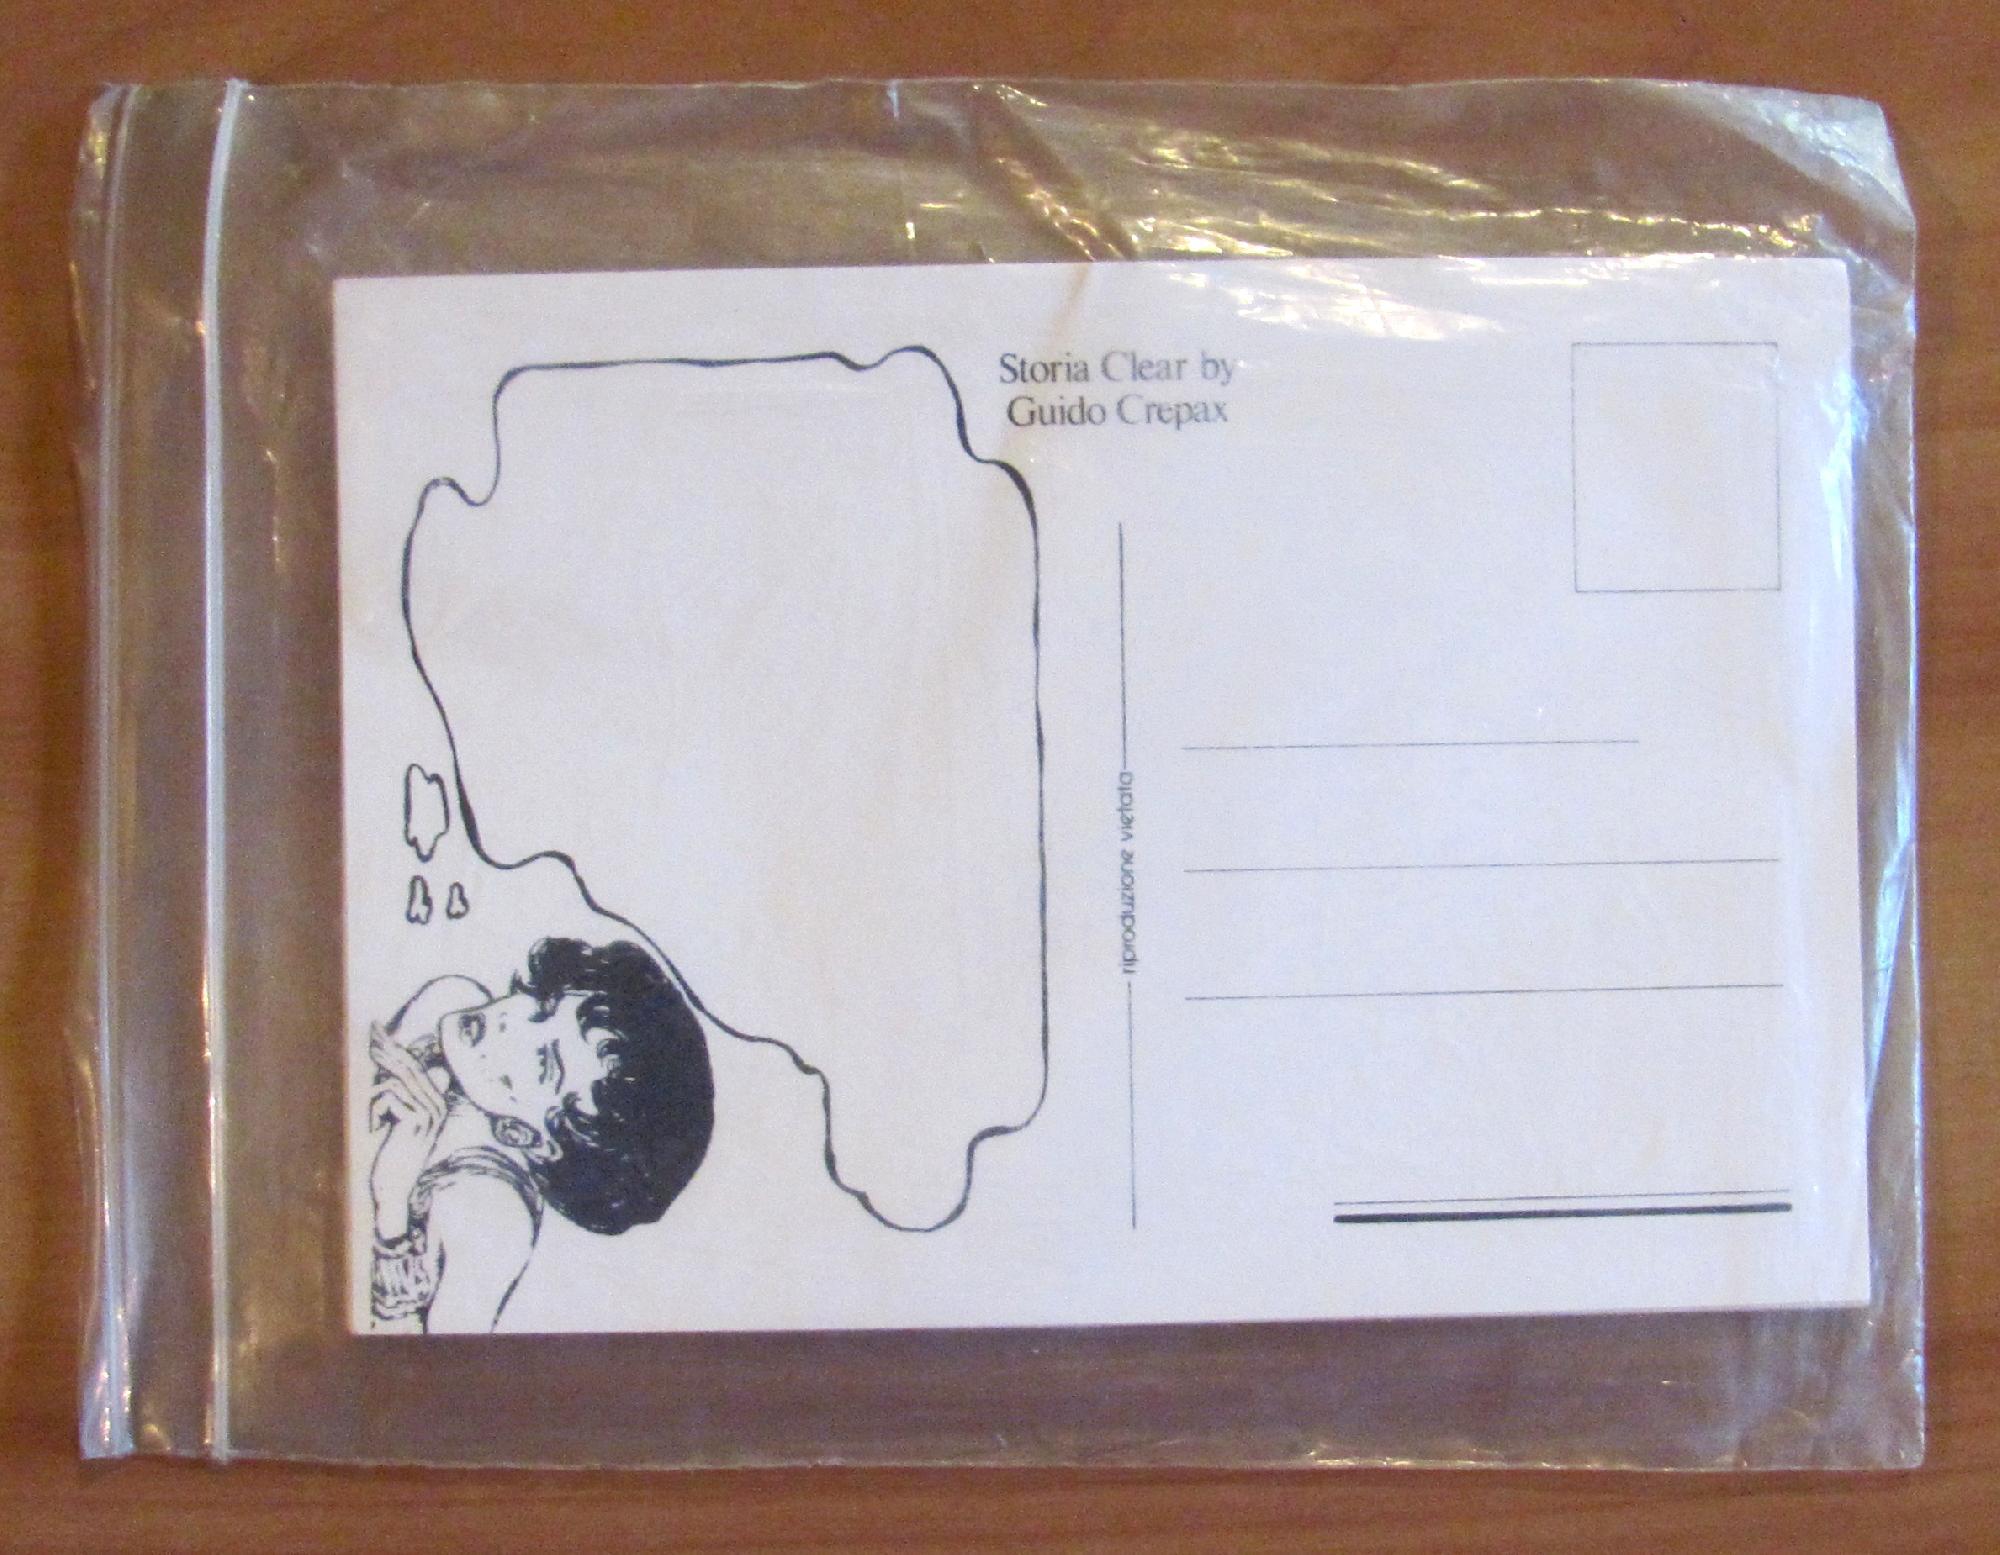 Storia Clear by
Guido Crepax
riproduzione vietata